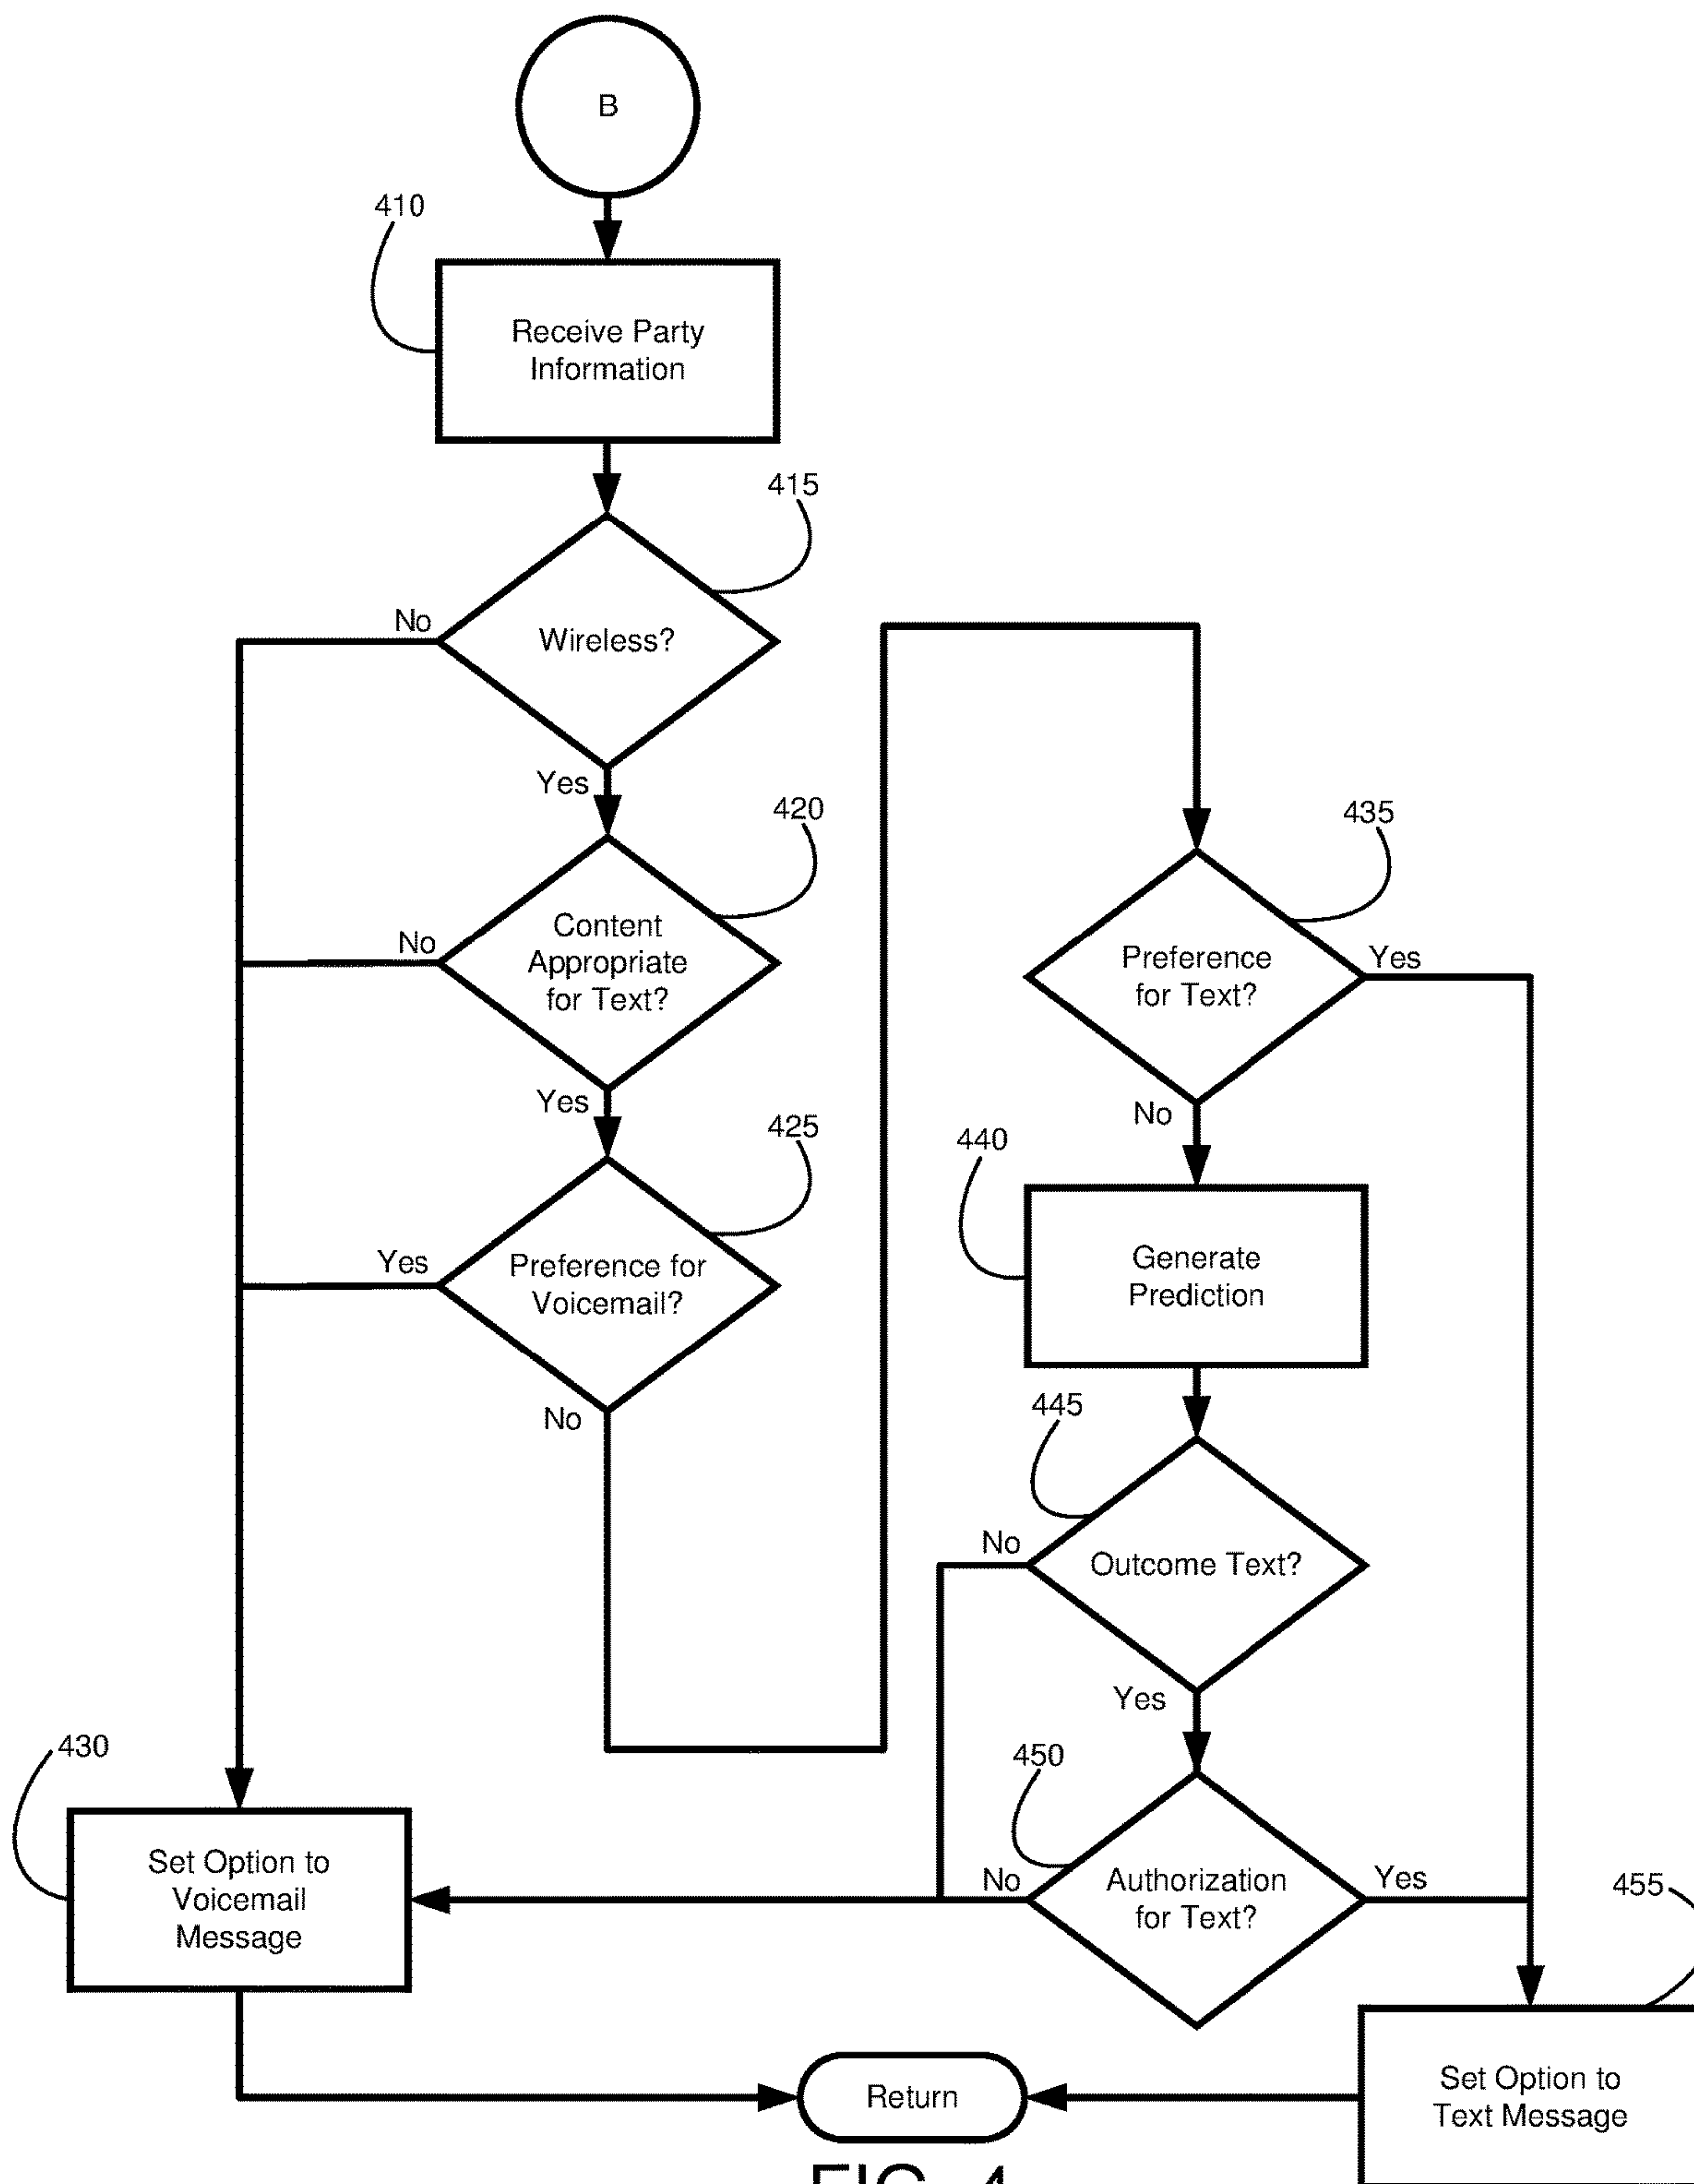 B
410
Receive Party
Information
415
No
Wireless?
Yes
420
No
Content
Appropriate
for Text?
Yes
425
Yes
Preference for
Voicemail?
No
435
Preference
for Text?
Yes
No
440
Generate
Prediction
445
No
Outcome Text?
Yes
430
Set Option to
Voicemail
Message
450
No
Authorization
for Text?
Yes
455
Set Option to
Text Message
Return
FIG. 4